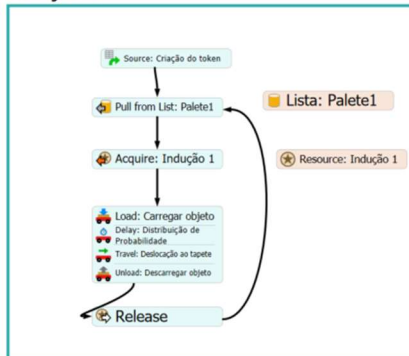 Source: Criação do token
Pull from List: Palete1
Lista: Palete1
Acquire: Indução 1
Resource: Indução 1
Load: Carregar objeto
Delay: Distribuição de
Probabilidade
Travel: Deslocação ao tapete
Unload: Descarregar objeto
Release